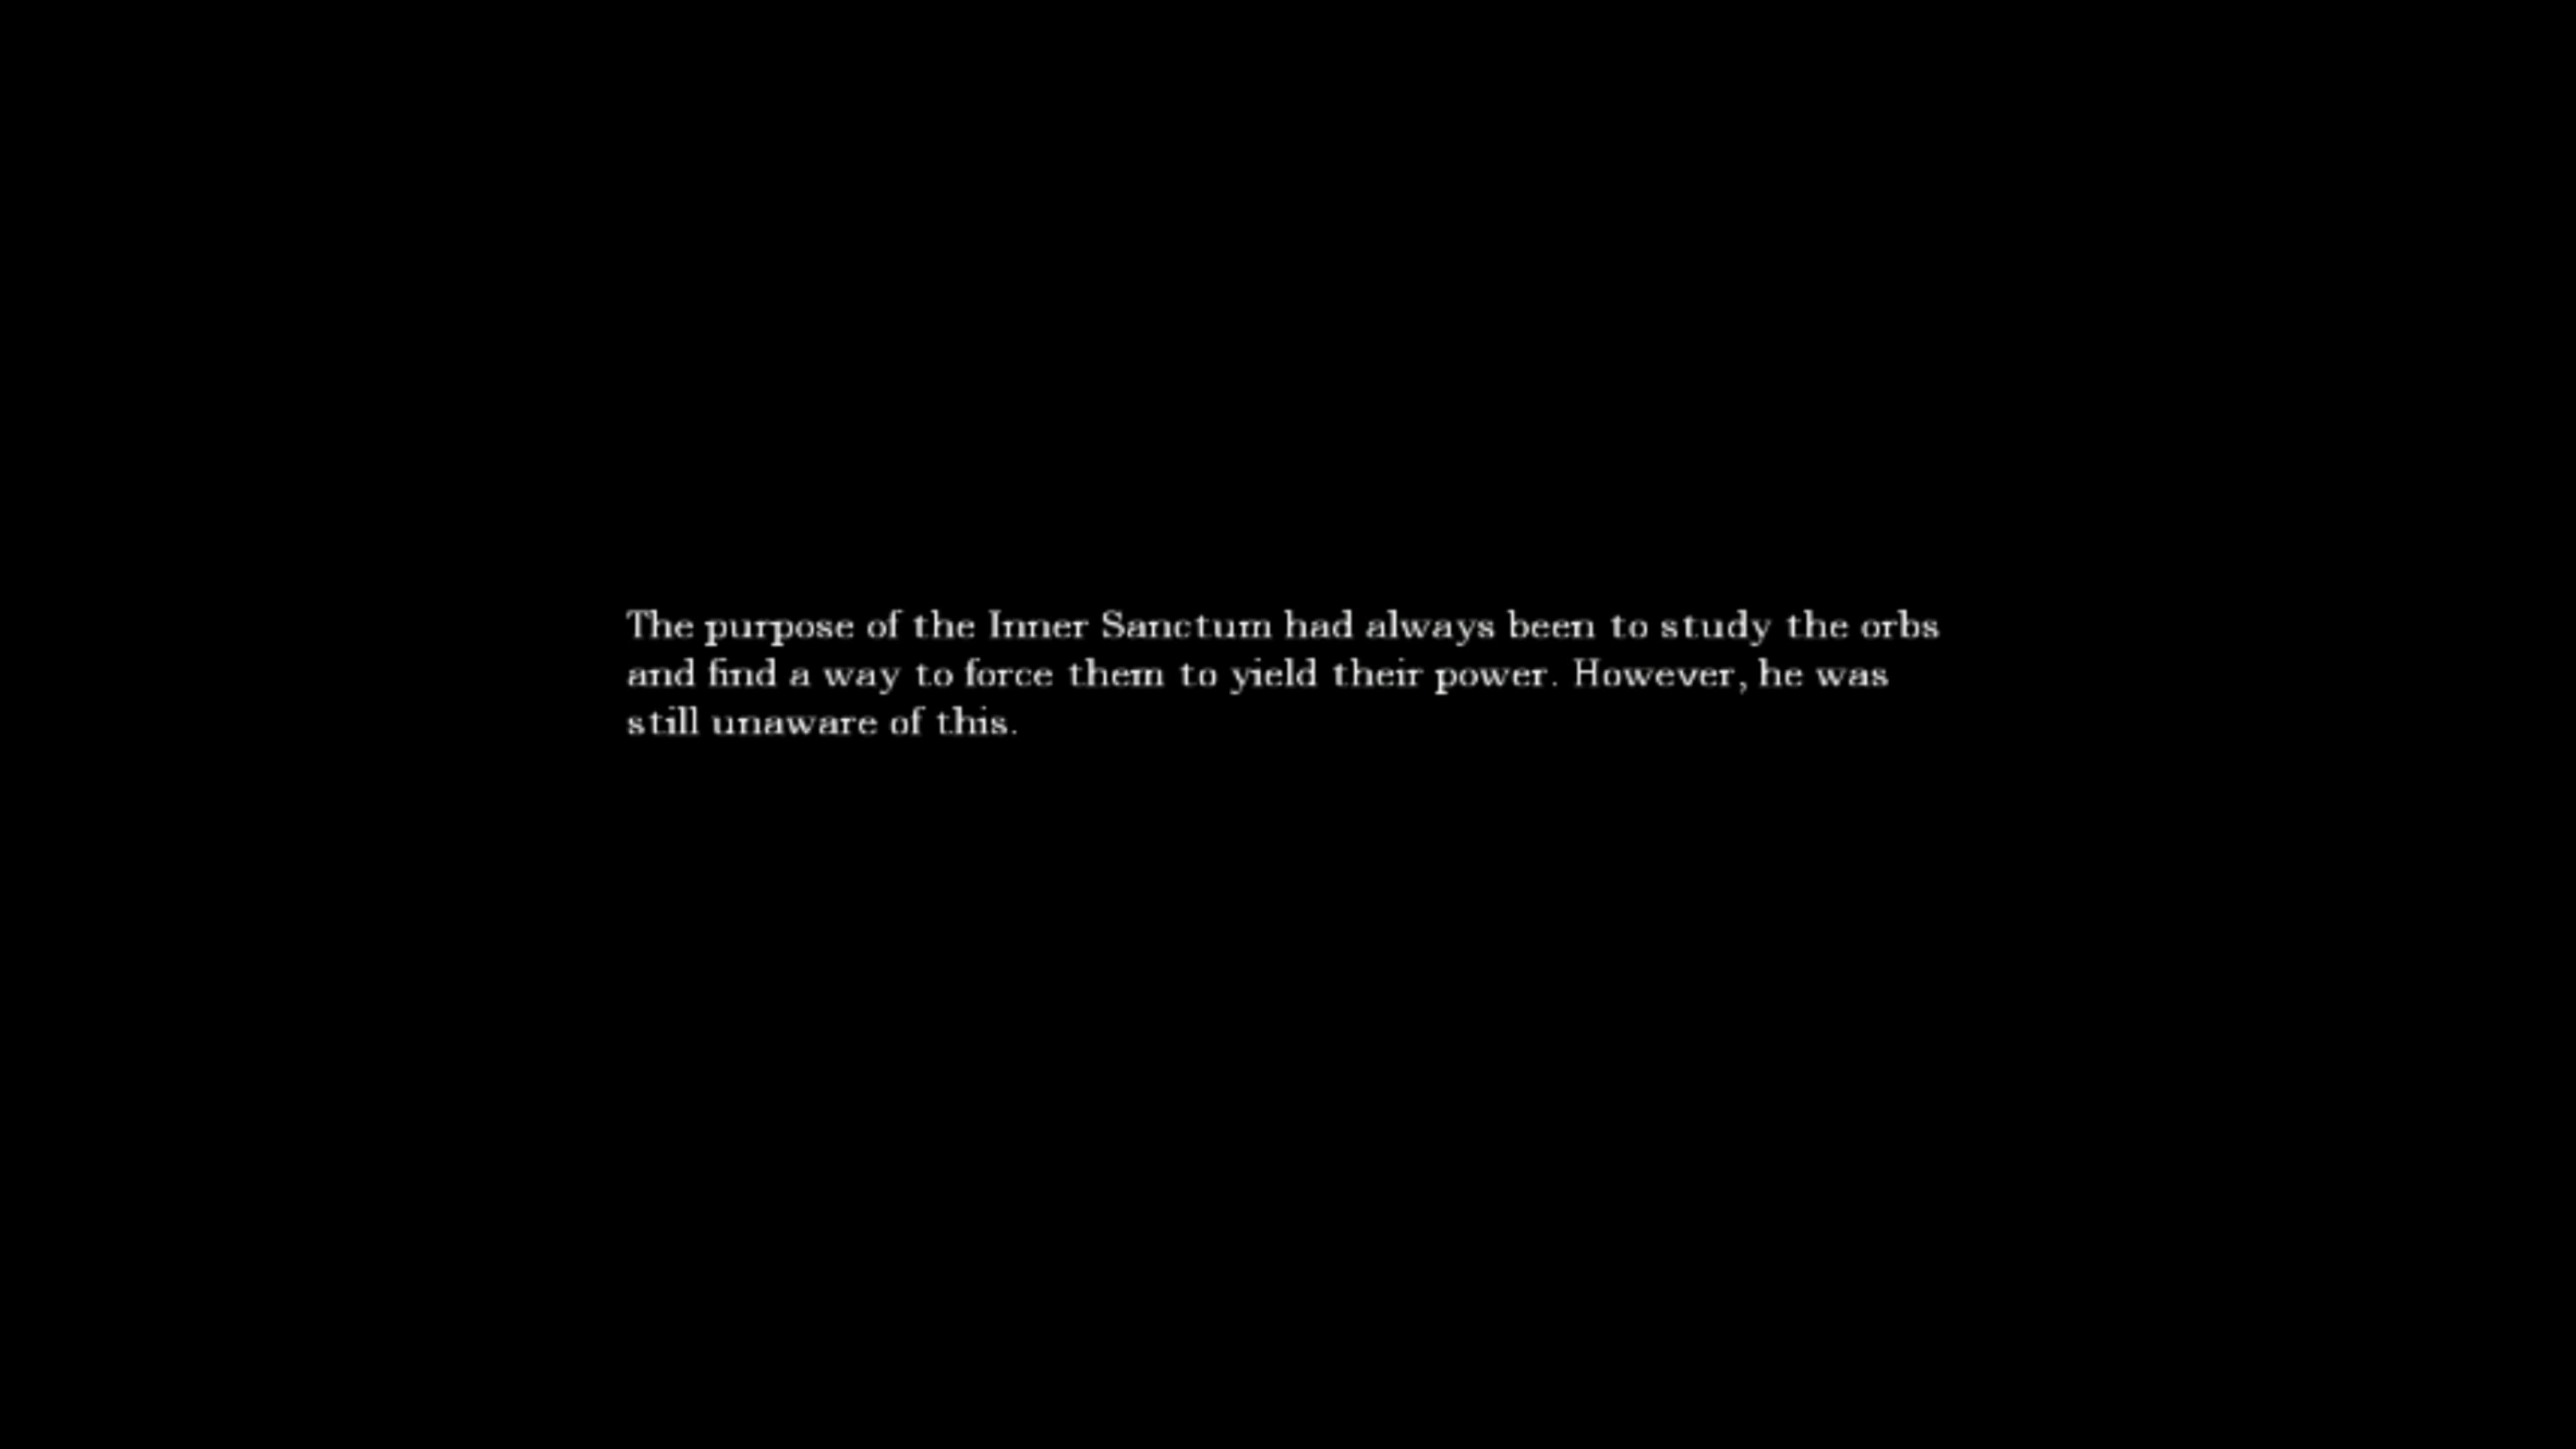 The purpose of the Inner Sanctum had always been to study the orbs
and find a way to force them to yield their power. However, he was
still unaware of this.